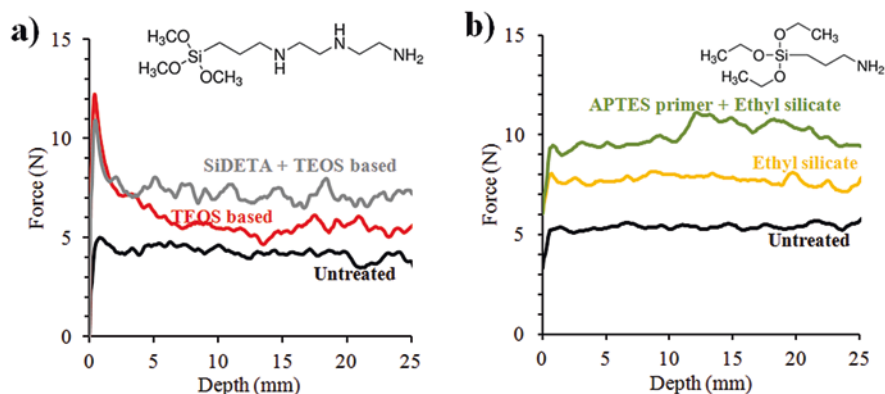 a)
OCH₃
Si
H₃CO
OCH₃
N
H
H
N
NH₂
15
10
5
0
Force (N)
SiDETA + TEOS based
TEOS based
Untreated
0 5 10 15 20 25
Depth (mm)
b)
O CH₃
H₃C O Si
O
H₃C
NH₂
15
10
5
0
Force (N)
APTES primer + Ethyl silicate
Ethyl silicate
Untreated
0 5 10 15 20 25
Depth (mm)